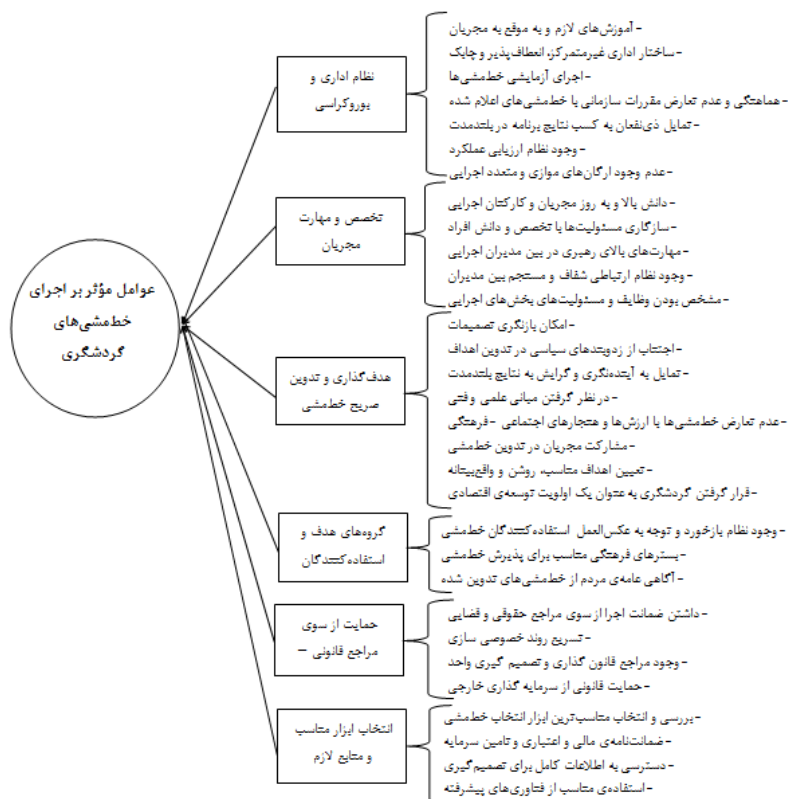 عوامل مؤثر بر اجرای
خط‌مشی‌های
گردشگری
نظام اداری و
بوروکراسی
- آموزش‌های لازم و به موقع به مجریان
- ساختار اداری غیرمتمرکز، انعطاف‌پذیر و چابک
- اجرای آزمایشی خط‌مشی‌ها
- هماهنگی و عدم تعارض مقررات سازمانی با خط‌مشی‌های اعلام شده
- تمایل ذی‌نفعان به کسب نتایج برنامه در بلندمدت
- وجود نظام ارزیابی عملکرد
- عدم وجود ارگان‌های موازی و متعدد اجرایی
تخصص و مهارت
مجریان
- دانش بالا و به روز مجریان و کارکنان اجرایی
- سازگاری مسئولیت‌ها با تخصص و دانش افراد
- مهارت‌های بالای رهبری در بین مدیران اجرایی
- وجود نظام ارتباطی شفاف و منسجم بین مدیران
- مشخص بودن وظایف و مسئولیت‌های بخش‌های اجرایی
هدف‌گذاری و تدوین
صریح خط‌مشی
- امکان بازنگری تصمیمات
- اجتناب از زدوبندهای سیاسی در تدوین اهداف
- تمایل به آینده‌نگری و گرایش به نتایج بلندمدت
- در نظر گرفتن مبانی علمی و فنی
- عدم تعارض خط‌مشی‌ها با ارزش‌ها و هنجارهای اجتماعی - فرهنگی
- مشارکت مجریان در تدوین خط‌مشی
- تعیین اهداف مناسب، روشن و واقع‌بینانه
- قرار گرفتن گردشگری به عنوان یک اولویت توسعه‌ی اقتصادی
گروه‌های هدف و
استفاده‌کنندگان
- وجود نظام بازخورد و توجه به عکس‌العمل استفاده‌کنندگان خط‌مشی
- بسترهای فرهنگی مناسب برای پذیرش خط‌مشی
- آگاهی عامه‌ی مردم از خط‌مشی‌های تدوین شده
حمایت از سوی
مراجع قانونی –
- داشتن ضمانت اجرا از سوی مراجع حقوقی و قضایی
- تسریع روند خصوصی سازی
- وجود مراجع قانون گذاری و تصمیم گیری واحد
- حمایت قانونی از سرمایه گذاری خارجی
انتخاب ابزار مناسب
و منابع لازم
- بررسی و انتخاب مناسب‌ترین ابزار انتخاب خط‌مشی
- ضمانت‌نامه‌ی مالی و اعتباری و تامین سرمایه
- دسترسی به اطلاعات کامل برای تصمیم‌گیری
- استفاده‌ی مناسب از فناوری‌های پیشرفته